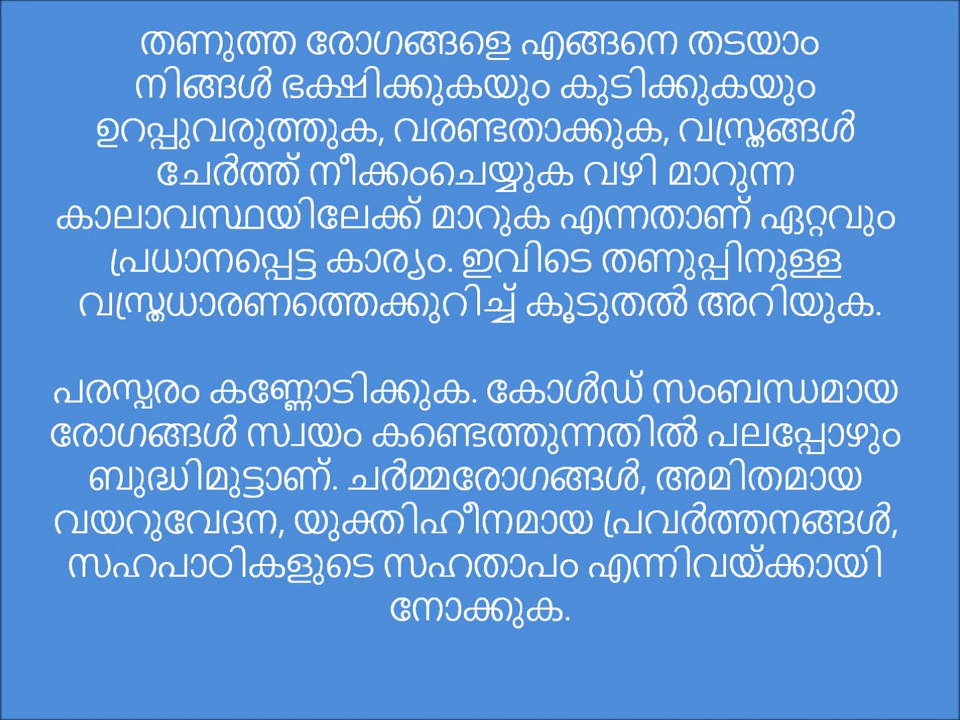 തണുത്ത രോഗങ്ങളെ എങ്ങനെ തടയാം
നിങ്ങൾ ഭക്ഷിക്കുകയും കുടിക്കുകയും
ഉറപ്പുവരുത്തുക, വരണ്ടതാക്കുക, വസ്ത്രങ്ങൾ
ചേർത്ത് നീക്കംചെയ്യുക വഴി മാറുന്ന
കാലാവസ്ഥയിലേക്ക് മാറുക എന്നതാണ് ഏറ്റവും
പ്രധാനപ്പെട്ട കാര്യം. ഇവിടെ തണുപ്പിനുള്ള
വസ്ത്രധാരണത്തെക്കുറിച്ച് കൂടുതൽ അറിയുക.
പരസ്പരം കണ്ണോടിക്കുക. കോൾഡ് സംബന്ധമായ
രോഗങ്ങൾ സ്വയം കണ്ടെത്തുന്നതിൽ പലപ്പോഴും
ബുദ്ധിമുട്ടാണ്. ചർമ്മരോഗങ്ങൾ, അമിതമായ
വയറുവേദന, യുക്തിഹീനമായ പ്രവർത്തനങ്ങൾ,
സഹപാഠികളുടെ സഹതാപം എന്നിവയ്ക്കായി
നോക്കുക.